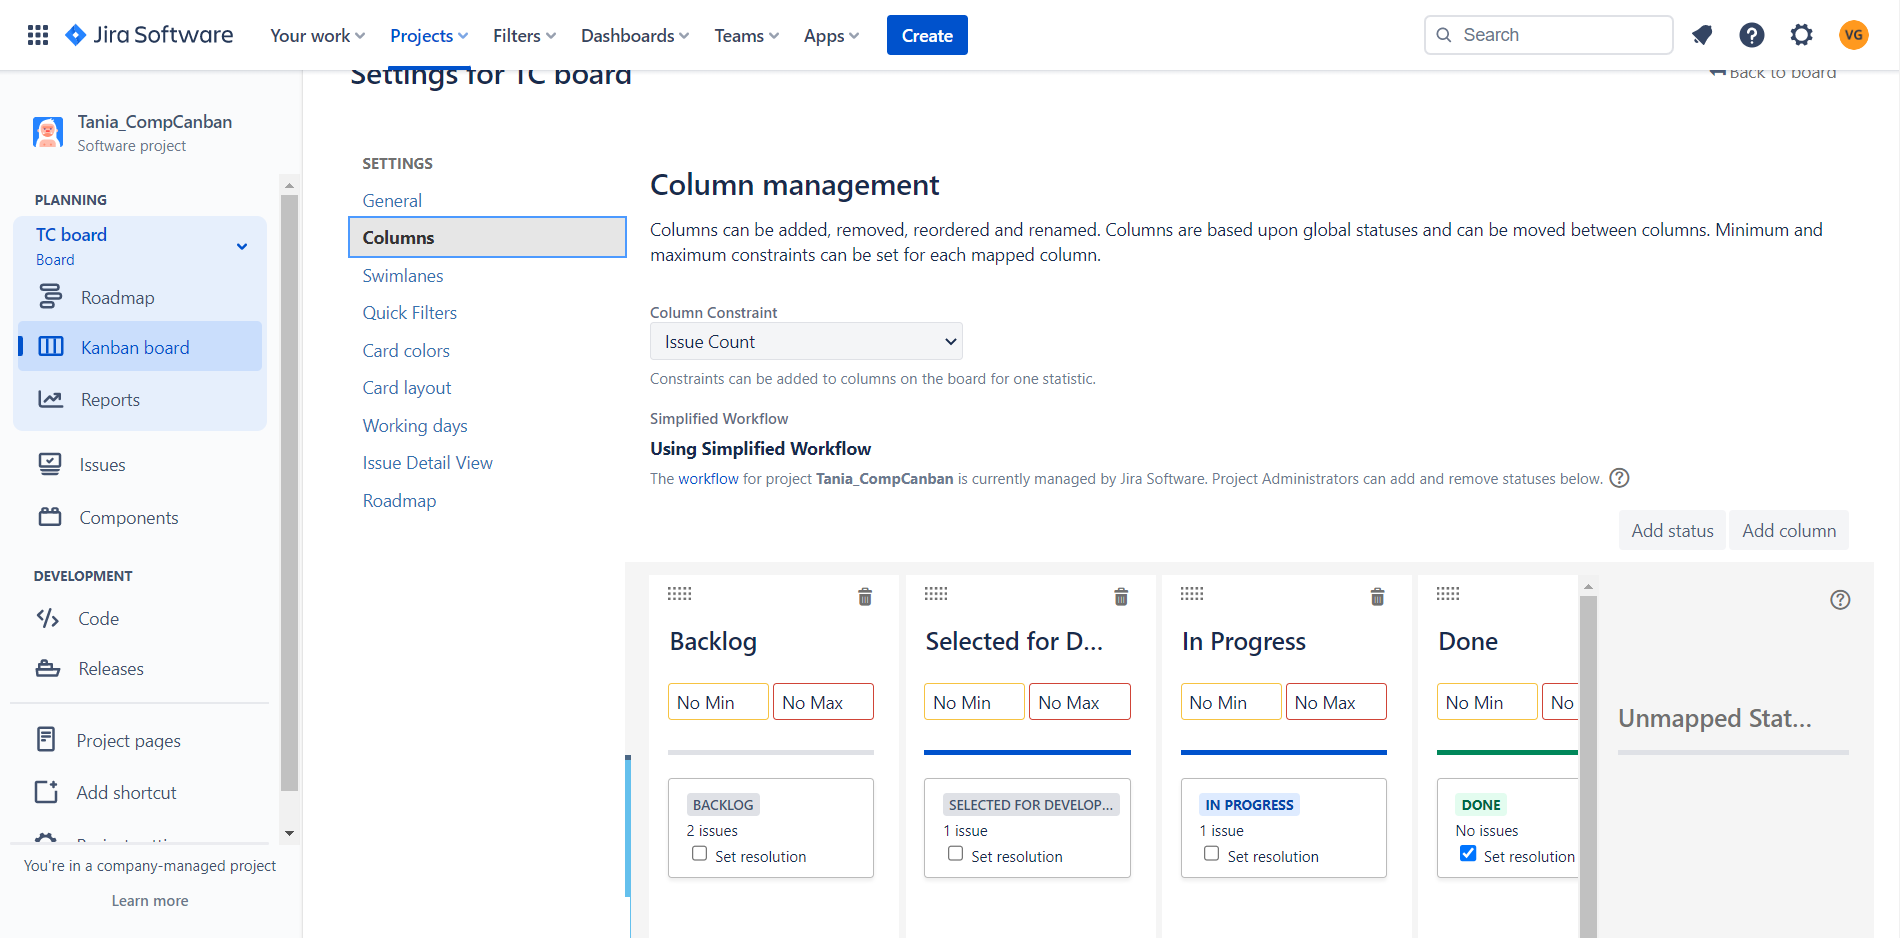 Jira Software Your work Projects Filters Dashboards Teams Apps Create Search VG
Settings for TC board Back to board
Tania_CompCanban
Software project
PLANNING
TC board
Board
Roadmap
Kanban board
Reports
Issues
Components
DEVELOPMENT
Code
Releases
Project pages
Add shortcut
You're in a company-managed project
Learn more
SETTINGS
General
Columns
Swimlanes
Quick Filters
Card colors
Card layout
Working days
Issue Detail View
Roadmap
Column management
Columns can be added, removed, reordered and renamed. Columns are based upon global statuses and can be moved between columns. Minimum and
maximum constraints can be set for each mapped column.
Column Constraint
Issue Count
Constraints can be added to columns on the board for one statistic.
Simplified Workflow
Using Simplified Workflow
The workflow for project Tania_CompCanban is currently managed by Jira Software. Project Administrators can add and remove statuses below.
Add status Add column
Backlog
No Min No Max
BACKLOG
2 issues
Set resolution
Selected for D...
No Min No Max
SELECTED FOR DEVELOP...
1 issue
Set resolution
In Progress
No Min No Max
IN PROGRESS
1 issue
Set resolution
Done
No Min No
DONE
No issues
Set resolution
Unmapped Stat...